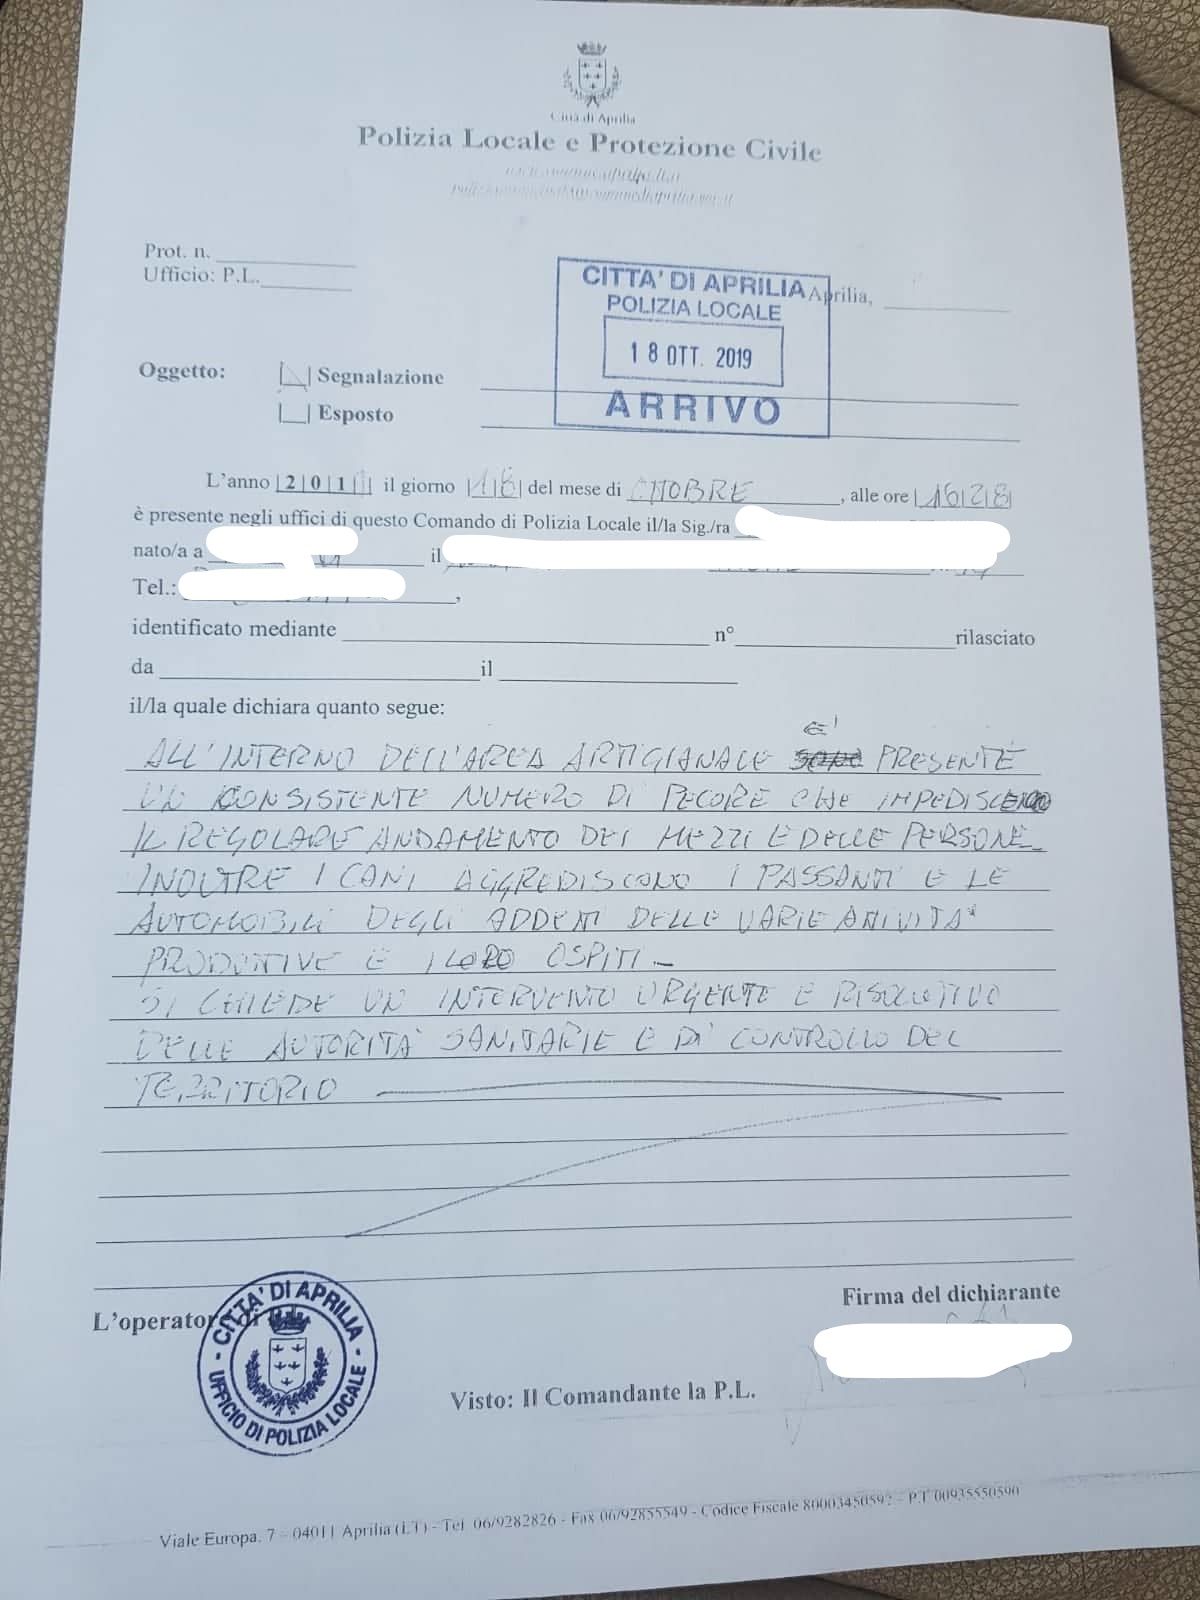 Città di Aprilia
Polizia Locale e Protezione Civile
Prot. n.
Ufficio: P.L.
CITTA' DI APRILIA
POLIZIA LOCALE
18 OTT. 2019
ARRIVO
Aprilia,
Oggetto: Segnalazione
Esposto
L'anno |2|0|1| | il giorno |18| del mese di OTTOBRE, alle ore |16|28|
è presente negli uffici di questo Comando di Polizia Locale il/la Sig./ra
nato/a a il
Tel.:
identificato mediante n° rilasciato
da il
il/la quale dichiara quanto segue:
ALL'INTERNO DELL'AREA ARTIGIANALE E' PRESENTE
UN CONSISTENTE NUMERO DI PECORE CHE IMPEDISCE
IL REGOLARE ANDAMENTO DEI MEZZI E DELLE PERSONE
INOLTRE I CANI AGGREDISCONO I PASSANTI E LE
AUTOMOBILI DEGLI ADDETTI DELLE VARIE ATTIVITA'
PRODUTTIVE E I LORO OSPITI
SI CHIEDE UN INTERVENTO URGENTE E RISOLUTIVO
DELLE AUTORITA' SANITARIE E DI CONTROLLO DEL
TERRITORIO
L'operatore di P.L.
Firma del dichiarante
- CITTA' DI APRILIA -
UFFICIO DI POLIZIA LOCALE
Visto: Il Comandante la P.L.
Viale Europa, 7 – 04011 Aprilia (LT) - Tel 06/9282826 - Fax 06/92855549 - Codice Fiscale 80003450592 – P.I. 00935550590